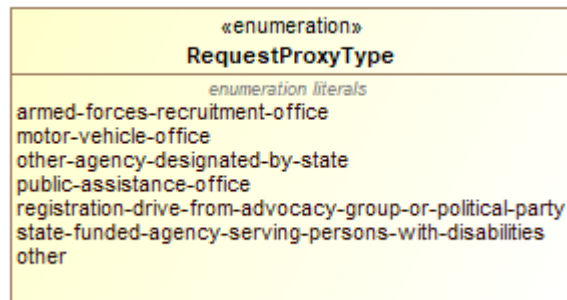 «enumeration»
RequestProxyType
enumeration literals
armed-forces-recruitment-office
motor-vehicle-office
other-agency-designated-by-state
public-assistance-office
registration-drive-from-advocacy-group-or-political-party
state-funded-agency-serving-persons-with-disabilities
other